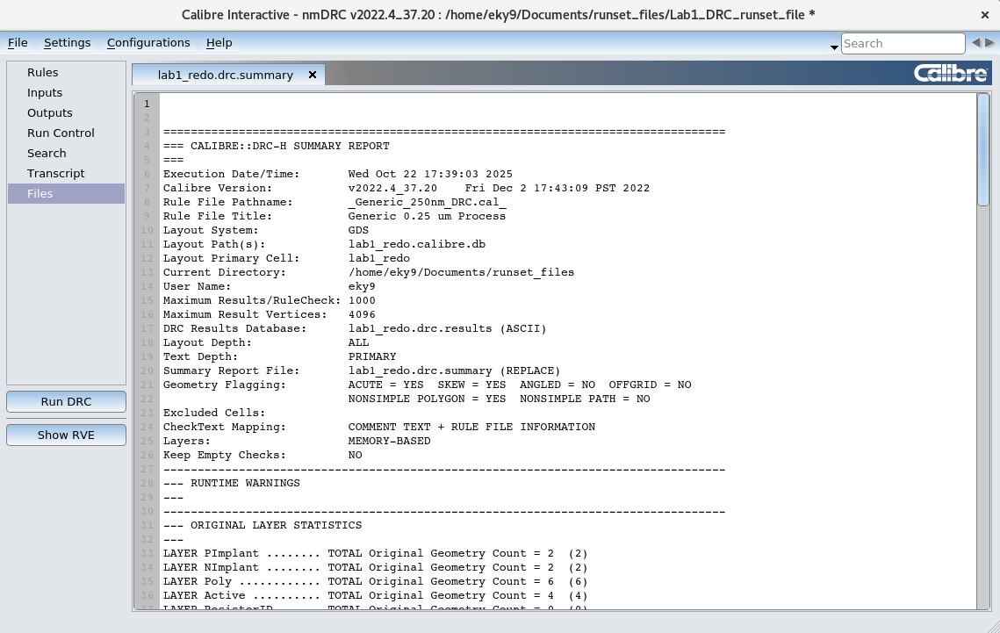 Calibre Interactive - nmDRC v2022.4_37.20 : /home/eky9/Documents/runset_files/Lab1_DRC_runset_file *
File Settings Configurations Help Search
Rules
Inputs
Outputs
Run Control
Search
Transcript
Files
Run DRC
Show RVE
lab1_redo.drc.summary
Calibre
1
2
3 ==================================================================================
4 === CALIBRE::DRC-H SUMMARY REPORT
5 ===
6 Execution Date/Time: Wed Oct 22 17:39:03 2025
7 Calibre Version: v2022.4_37.20 Fri Dec 2 17:43:09 PST 2022
8 Rule File Pathname: _Generic_250nm_DRC.cal_
9 Rule File Title: Generic 0.25 um Process
10 Layout System: GDS
11 Layout Path(s): lab1_redo.calibre.db
12 Layout Primary Cell: lab1_redo
13 Current Directory: /home/eky9/Documents/runset_files
14 User Name: eky9
15 Maximum Results/RuleCheck: 1000
16 Maximum Result Vertices: 4096
17 DRC Results Database: lab1_redo.drc.results (ASCII)
18 Layout Depth: ALL
19 Text Depth: PRIMARY
20 Summary Report File: lab1_redo.drc.summary (REPLACE)
21 Geometry Flagging: ACUTE = YES SKEW = YES ANGLED = NO OFFGRID = NO
22 NONSIMPLE POLYGON = YES NONSIMPLE PATH = NO
23 Excluded Cells:
24 CheckText Mapping: COMMENT TEXT + RULE FILE INFORMATION
25 Layers: MEMORY-BASED
26 Keep Empty Checks: NO
27 ----------------------------------------------------------------------------------
28 --- RUNTIME WARNINGS
29 ---
30 ----------------------------------------------------------------------------------
31 --- ORIGINAL LAYER STATISTICS
32 ---
33 LAYER PImplant ........ TOTAL Original Geometry Count = 2 (2)
34 LAYER NImplant ........ TOTAL Original Geometry Count = 2 (2)
35 LAYER Poly ............ TOTAL Original Geometry Count = 6 (6)
36 LAYER Active .......... TOTAL Original Geometry Count = 4 (4)
37 LAYER ResistorID ...... TOTAL Original Geometry Count = 0 (0)